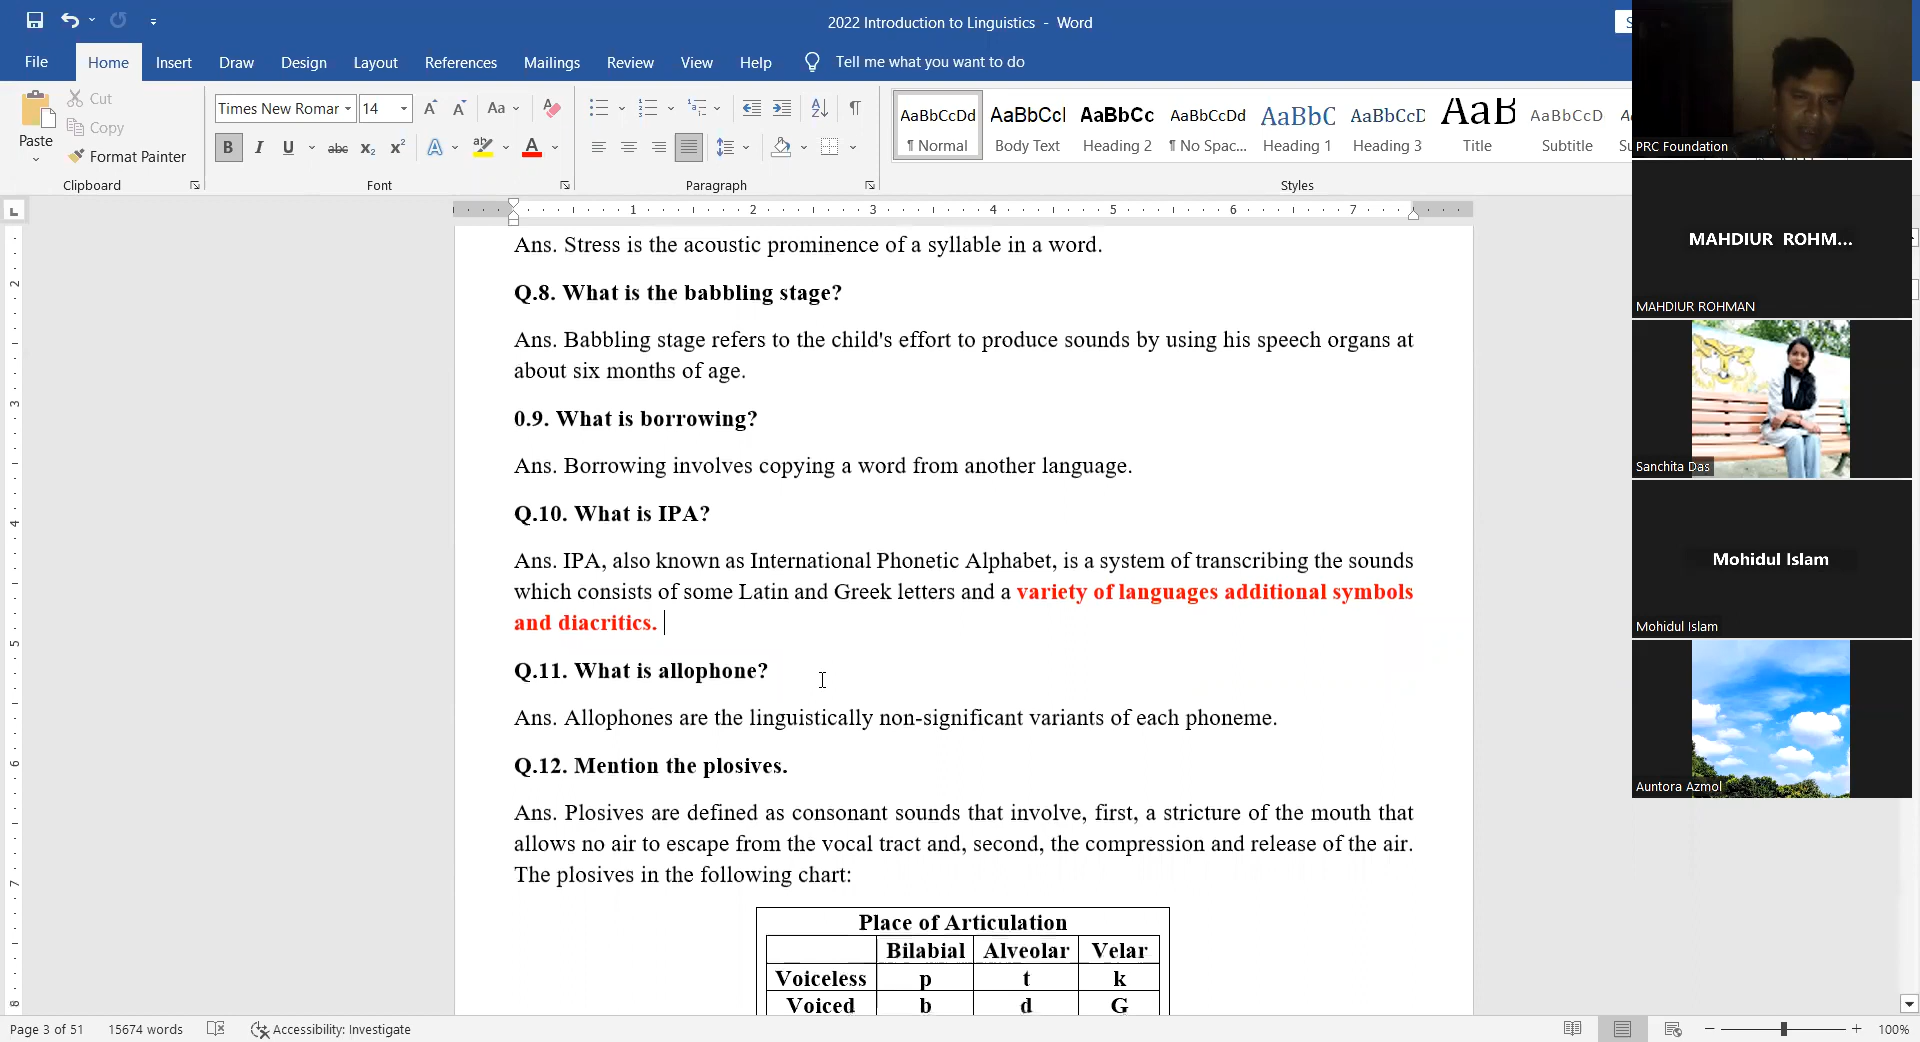 2022 Introduction to Linguistics - Word
File Home Insert Draw Design Layout References Mailings Review View Help Tell me what you want to do
Cut
Copy
Paste
Format Painter
Times New Romar 14
Clipboard Font Paragraph Styles
AaBbCcDd AaBbCcI AaBbCc AaBbCcDd AaBbC AaBbCcD AaB AaBbCcD
¶ Normal Body Text Heading 2 ¶ No Spac... Heading 1 Heading 3 Title Subtitle
1 2 3 4 5 6 7
Ans. Stress is the acoustic prominence of a syllable in a word.
Q.8. What is the babbling stage?
Ans. Babbling stage refers to the child's effort to produce sounds by using his speech organs at
about six months of age.
0.9. What is borrowing?
Ans. Borrowing involves copying a word from another language.
Q.10. What is IPA?
Ans. IPA, also known as International Phonetic Alphabet, is a system of transcribing the sounds
which consists of some Latin and Greek letters and a variety of languages additional symbols
and diacritics.
Q.11. What is allophone?
Ans. Allophones are the linguistically non-significant variants of each phoneme.
Q.12. Mention the plosives.
Ans. Plosives are defined as consonant sounds that involve, first, a stricture of the mouth that
allows no air to escape from the vocal tract and, second, the compression and release of the air.
The plosives in the following chart:
Place of Articulation
Bilabial Alveolar Velar
Voiceless p t k
Voiced b d G
PRC Foundation
MAHDIUR ROHM...
MAHDIUR ROHMAN
Sanchita Das
Mohidul Islam
Mohidul Islam
Auntora Azmol
Page 3 of 51 15674 words Accessibility: Investigate 100%